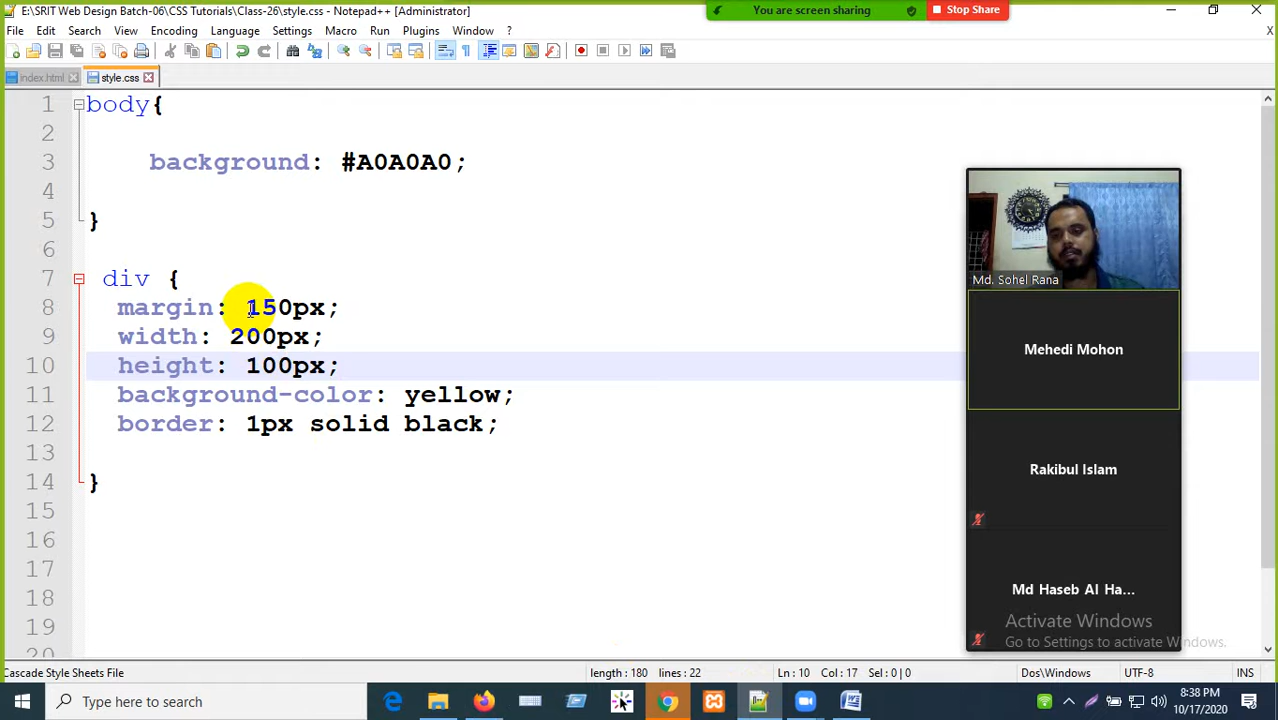 E:\SRIT Web Design Batch-06\CSS Tutorials\Class-26\style.css - Notepad++ [Administrator]
You are screen sharing
Stop Share
File Edit Search View Encoding Language Settings Macro Run Plugins Window ? X
index.html style.css
1 body{
2
3 background: #A0A0A0;
4
5 }
6
7 div {
8 margin: 150px;
9 width: 200px;
10 height: 100px;
11 background-color: yellow;
12 border: 1px solid black;
13
14 }
15
16
17
18
19
20
Md. Sohel Rana
Mehedi Mohon
Rakibul Islam
Md Haseb Al Ha...
Activate Windows
Go to Settings to activate Windows.
Cascade Style Sheets File length : 180 lines : 22 Ln : 10 Col : 17 Sel : 0 | 0 Dos\Windows UTF-8 INS
Type here to search
8:38 PM
10/17/2020